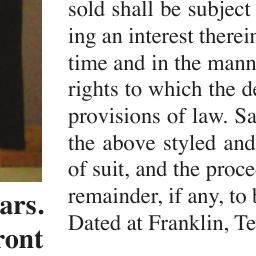 sold shall be subject
ing an interest therein
time and in the mann
rights to which the de
provisions of law. Sa
the above styled and
of suit, and the proce
remainder, if any, to b
Dated at Franklin, Te
ars.
ront